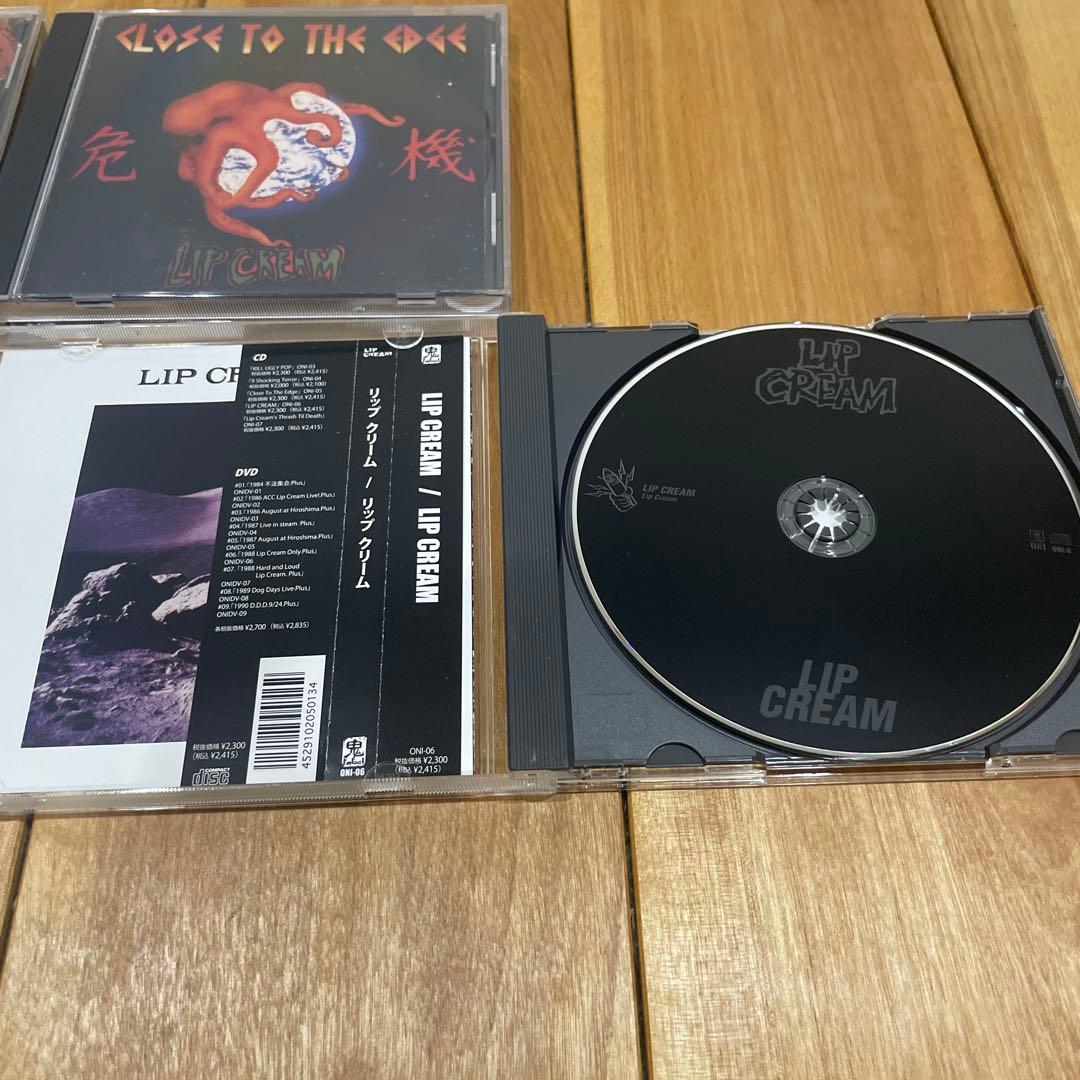 CLOSE TO THE EDGE
危 機
LIP CREAM
LIP CR
CD
「KILL UGLY POP」ONI-03
税抜価格 ¥2,300（税込 ¥2,415）
「9 Shocking Terror」ONI-04
税抜価格 ¥2,000（税込 ¥2,100）
「Close To The Edge」ONI-05
税抜価格 ¥2,300（税込 ¥2,415）
「LIP CREAM」ONI-06
税抜価格 ¥2,300（税込 ¥2,415）
「Lip Cream's Thrash Til Death」
ONI-07
税抜価格 ¥2,300（税込 ¥2,415）
DVD
#01.「1984 不法集会.Plus」
ONIDV-01
#02.「1986 ACC Lip Cream Live!.Plus」
ONIDV-02
#03.「1986 August at Hiroshima.Plus」
ONIDV-03
#04.「1987 Live in steam. Plus」
ONIDV-04
#05.「1987 August at Hiroshima.Plus」
ONIDV-05
#06.「1988 Lip Cream Only.Plus」
ONIDV-06
#07.「1988 Hard and Loud
Lip Cream. Plus」
ONIDV-07
#08.「1989 Dog Days Live.Plus」
ONIDV-08
#09.「1990 D.D.D.9/24.Plus」
ONIDV-09
各税抜価格 ¥2,700（税込 ¥2,835）
税抜価格 ¥2,300
（税込 ¥2,415）
COMPACT
disc
4529102050134
LIP
CREAM
リップ クリーム / リップ クリーム
鬼
ONI-06
鬼
LIP CREAM / LIP CREAM
ONI-06
税抜価格 ¥2,300
（税込 ¥2,415）
LIP
CREAM
LIP CREAM
Lip Cream
ONI ONI-6
LIP
CREAM